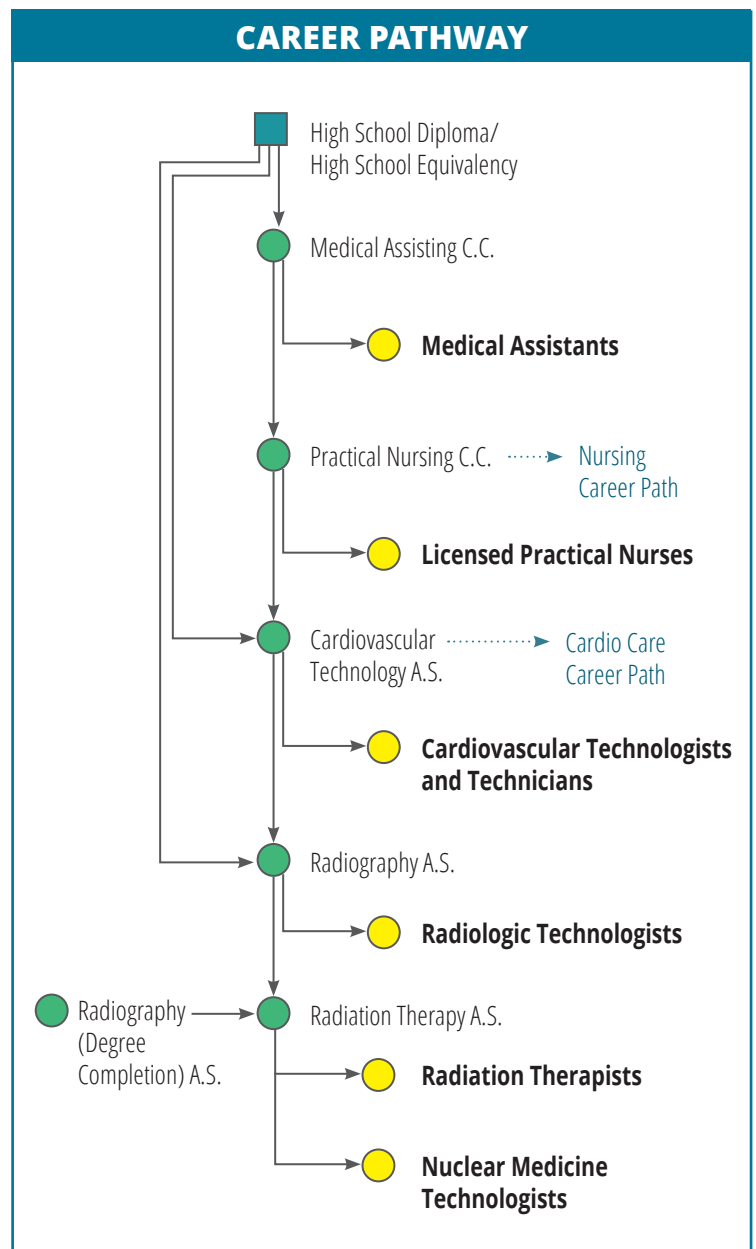 CAREER PATHWAY
High School Diploma/
High School Equivalency
Medical Assisting C.C.
Medical Assistants
Practical Nursing C.C.
Nursing
Career Path
Licensed Practical Nurses
Cardiovascular
Technology A.S.
Cardio Care
Career Path
Cardiovascular Technologists
and Technicians
Radiography A.S.
Radiologic Technologists
Radiography
(Degree
Completion) A.S.
Radiation Therapy A.S.
Radiation Therapists
Nuclear Medicine
Technologists